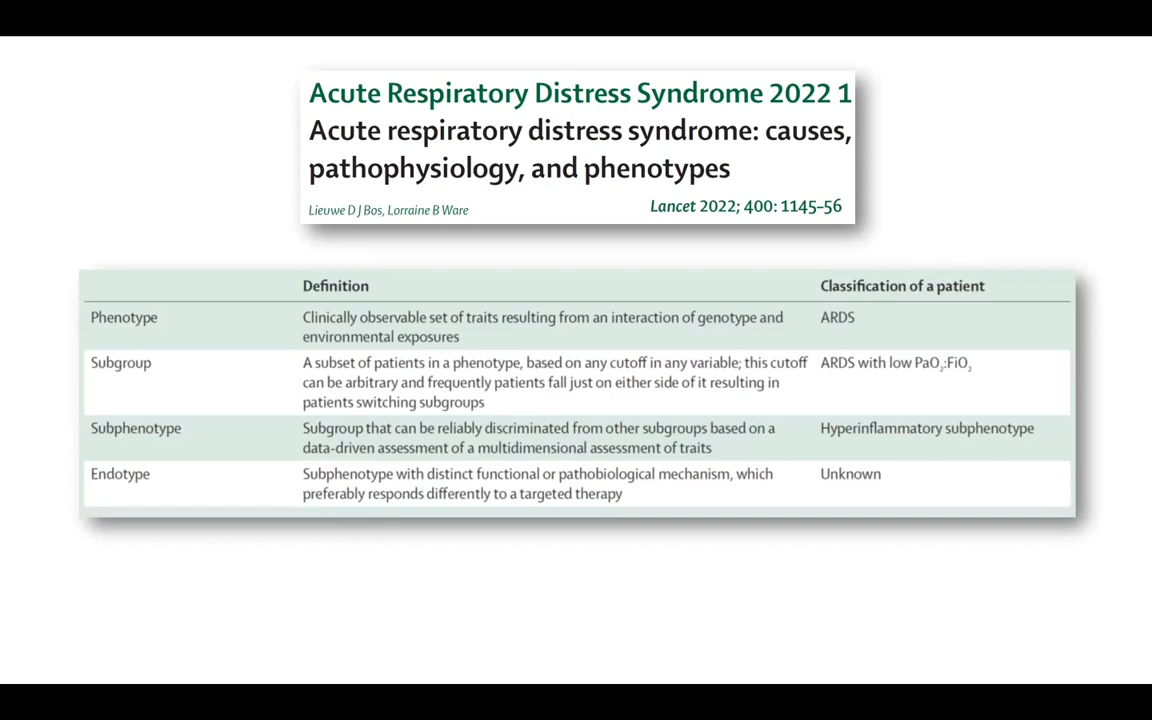 Acute Respiratory Distress Syndrome 2022 1
Acute respiratory distress syndrome: causes,
pathophysiology, and phenotypes
Lieuwe D J Bos, Lorraine B Ware
Lancet 2022; 400: 1145–56
Definition Classification of a patient
Phenotype Clinically observable set of traits resulting from an interaction of genotype and ARDS
environmental exposures
Subgroup A subset of patients in a phenotype, based on any cutoff in any variable; this cutoff ARDS with low PaO₂:FiO₂
can be arbitrary and frequently patients fall just on either side of it resulting in
patients switching subgroups
Subphenotype Subgroup that can be reliably discriminated from other subgroups based on a Hyperinflammatory subphenotype
data-driven assessment of a multidimensional assessment of traits
Endotype Subphenotype with distinct functional or pathobiological mechanism, which Unknown
preferably responds differently to a targeted therapy